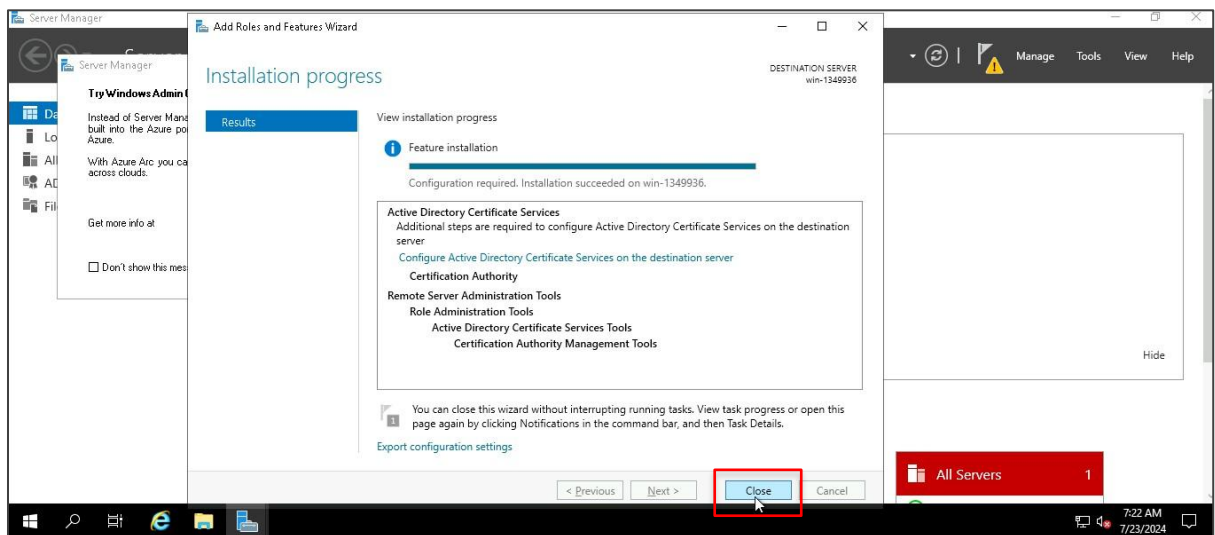 Server Manager
Manage Tools View Help
Server Manager
Try Windows Admin
Instead of Server Mana
built into the Azure po
Azure.
With Azure Arc you ca
across clouds.
Get more info at
Don't show this mes
Da
Lo
All
AD
Fil
Add Roles and Features Wizard
Installation progress
DESTINATION SERVER
win-1349936
Results
View installation progress
Feature installation
Configuration required. Installation succeeded on win-1349936.
Active Directory Certificate Services
Additional steps are required to configure Active Directory Certificate Services on the destination
server
Configure Active Directory Certificate Services on the destination server
Certification Authority
Remote Server Administration Tools
Role Administration Tools
Active Directory Certificate Services Tools
Certification Authority Management Tools
1
You can close this wizard without interrupting running tasks. View task progress or open this
page again by clicking Notifications in the command bar, and then Task Details.
Export configuration settings
< Previous Next > Close Cancel
Hide
All Servers 1
7:22 AM
7/23/2024